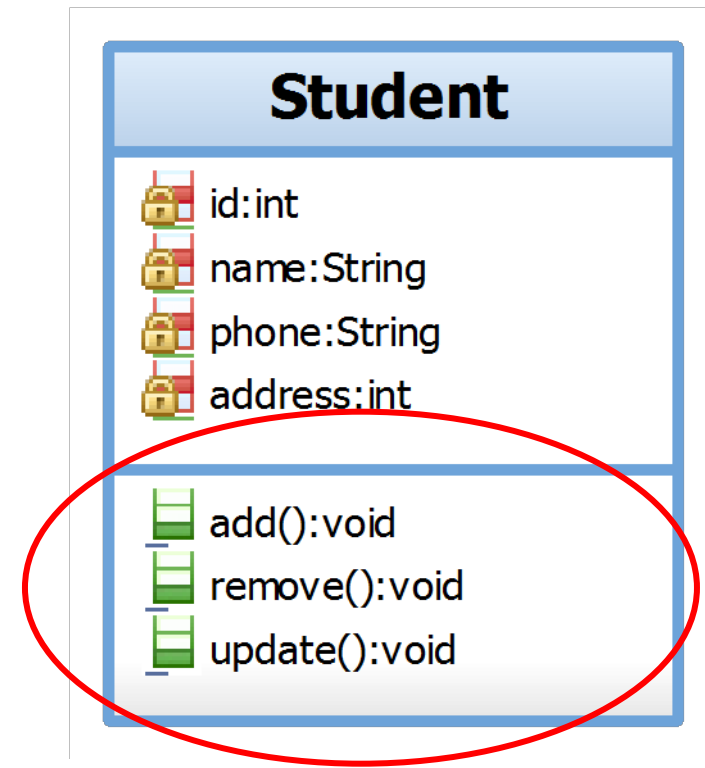 Student
id:int
name:String
phone:String
address:int
add():void
remove():void
update():void